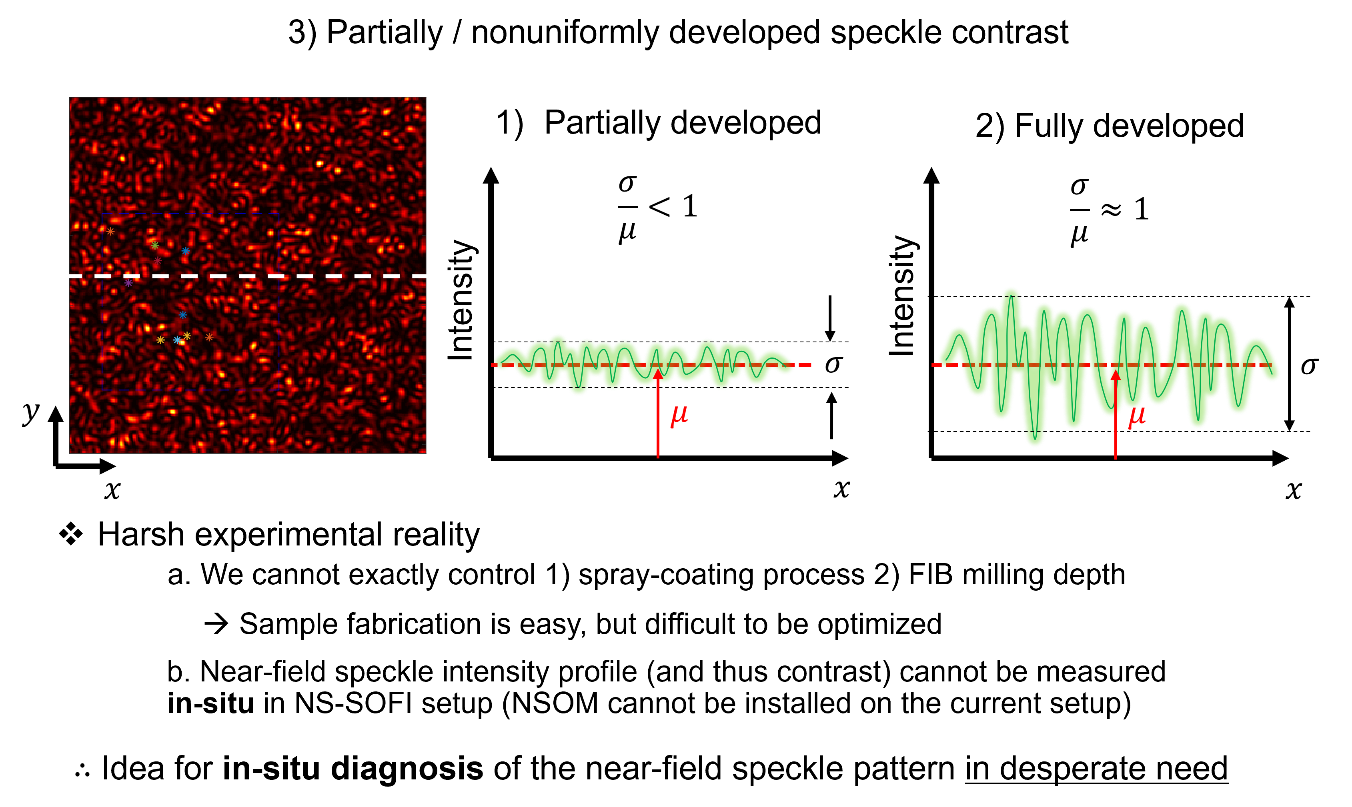 3) Partially / nonuniformly developed speckle contrast
1) Partially developed
σ/μ < 1
Intensity
σ
μ
x
2) Fully developed
σ/μ ≈ 1
Intensity
σ
μ
x
y
x
❖ Harsh experimental reality
a. We cannot exactly control 1) spray-coating process 2) FIB milling depth
→ Sample fabrication is easy, but difficult to be optimized
b. Near-field speckle intensity profile (and thus contrast) cannot be measured
in-situ in NS-SOFI setup (NSOM cannot be installed on the current setup)
∴ Idea for in-situ diagnosis of the near-field speckle pattern in desperate need